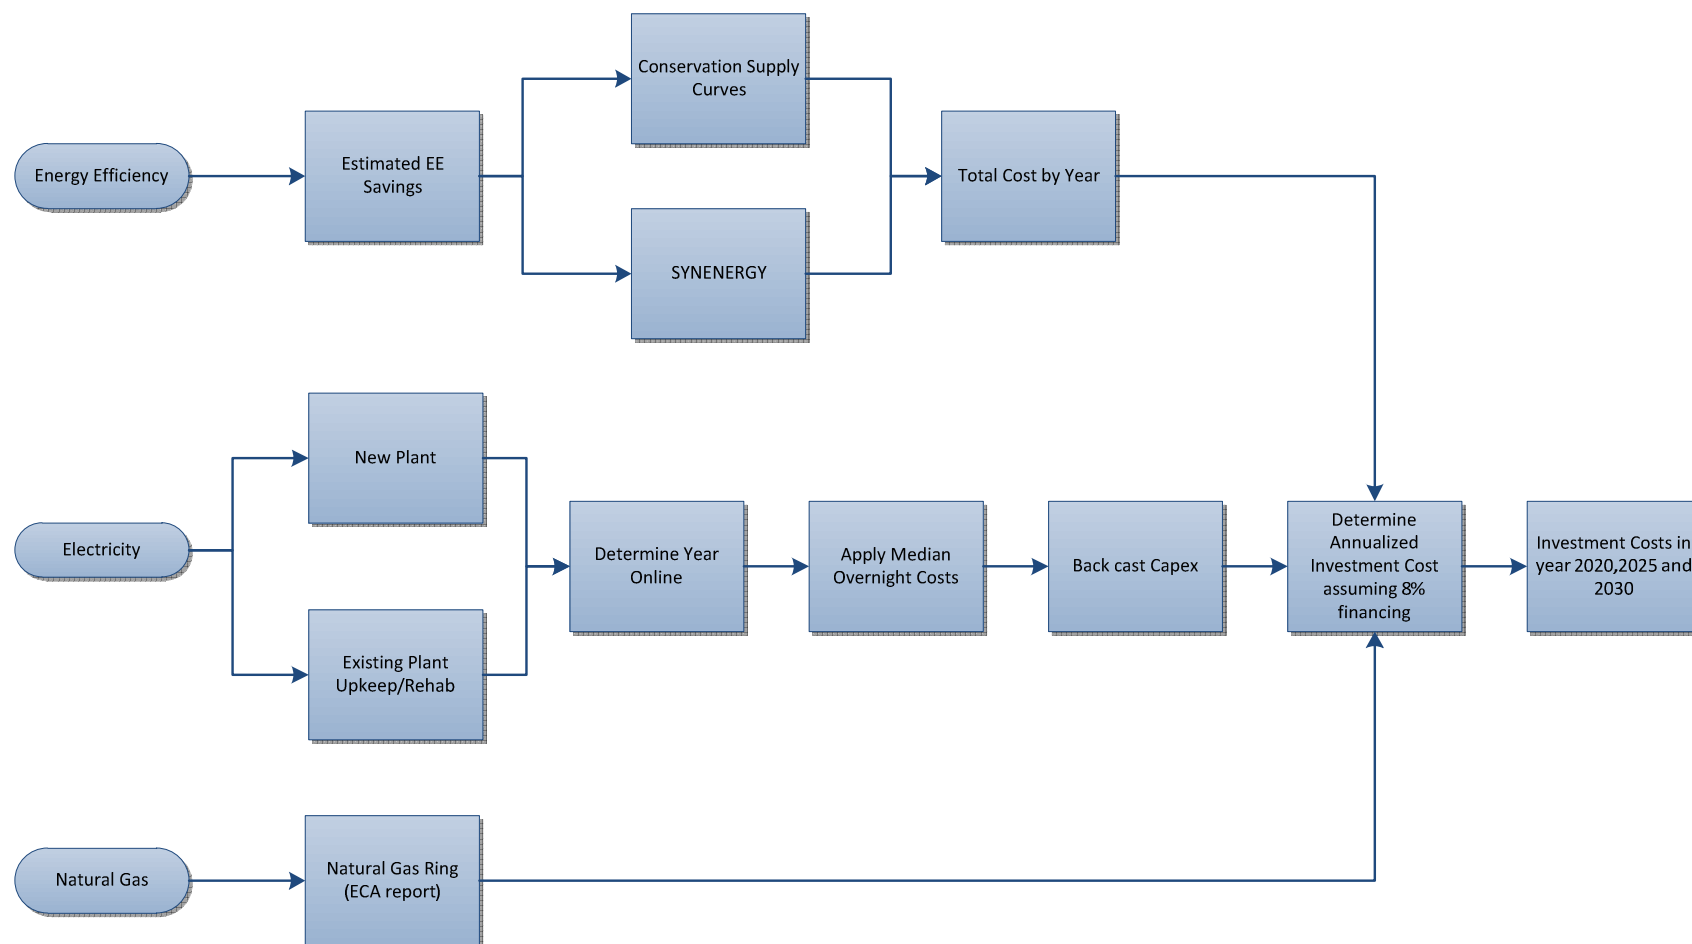 Conservation Supply
Curves
Energy Efficiency
Estimated EE
Savings
Total Cost by Year
SYNENERGY
New Plant
Electricity
Determine Year
Online
Apply Median
Overnight Costs
Back cast Capex
Determine
Annualized
Investment Cost
assuming 8%
financing
Investment Costs in
year 2020,2025 and
2030
Existing Plant
Upkeep/Rehab
Natural Gas
Natural Gas Ring
(ECA report)